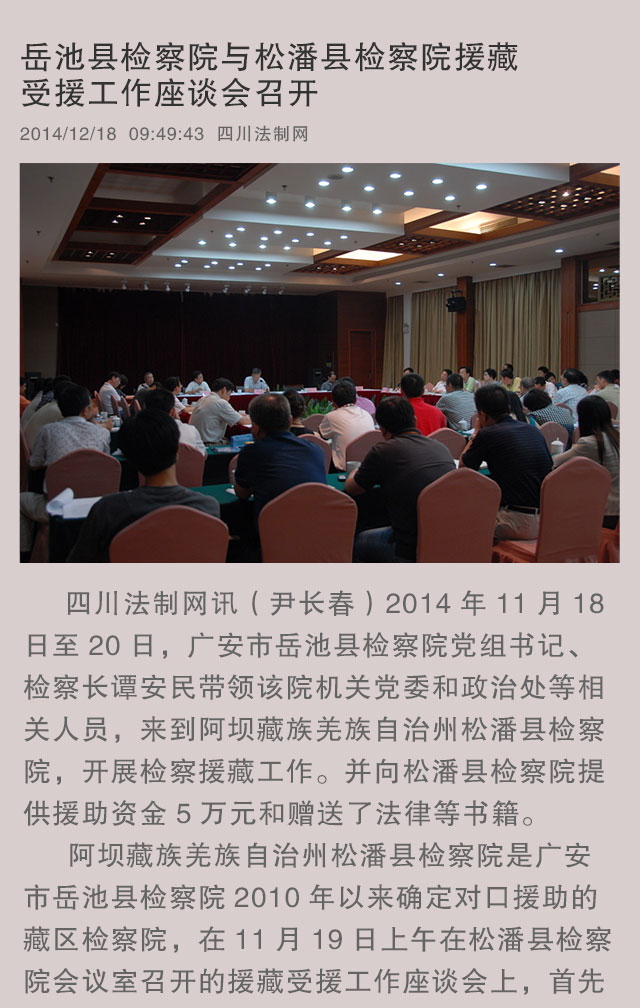 岳池县检察院与松潘县检察院援藏
受援工作座谈会召开
2014/12/18 09:49:43 四川法制网
四川法制网讯（尹长春）2014 年 11 月 18
日至 20 日，广安市岳池县检察院党组书记、
检察长谭安民带领该院机关党委和政治处等相
关人员，来到阿坝藏族羌族自治州松潘县检察
院，开展检察援藏工作。并向松潘县检察院提
供援助资金 5 万元和赠送了法律等书籍。
阿坝藏族羌族自治州松潘县检察院是广安
市岳池县检察院 2010 年以来确定对口援助的
藏区检察院，在 11 月 19 日上午在松潘县检察
院会议室召开的援藏受援工作座谈会上，首先